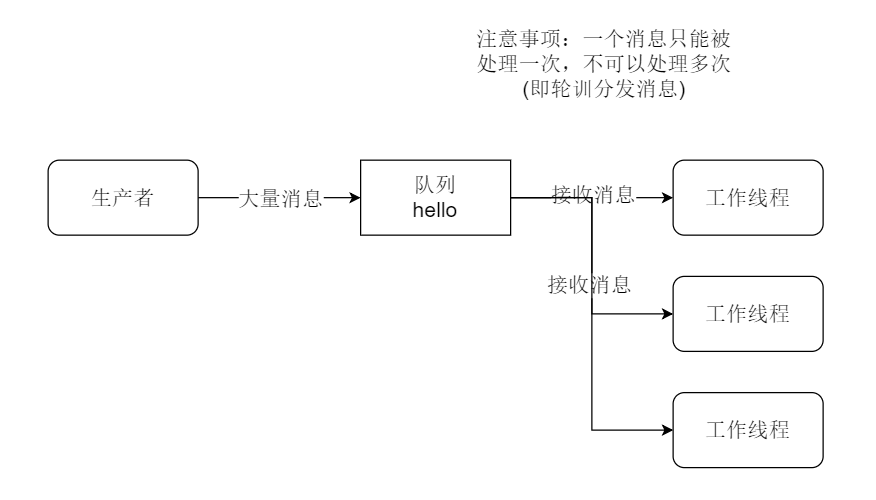 注意事项：一个消息只能被
处理一次，不可以处理多次
(即轮训分发消息)
生产者
大量消息
队列
hello
接收消息
工作线程
接收消息
工作线程
工作线程